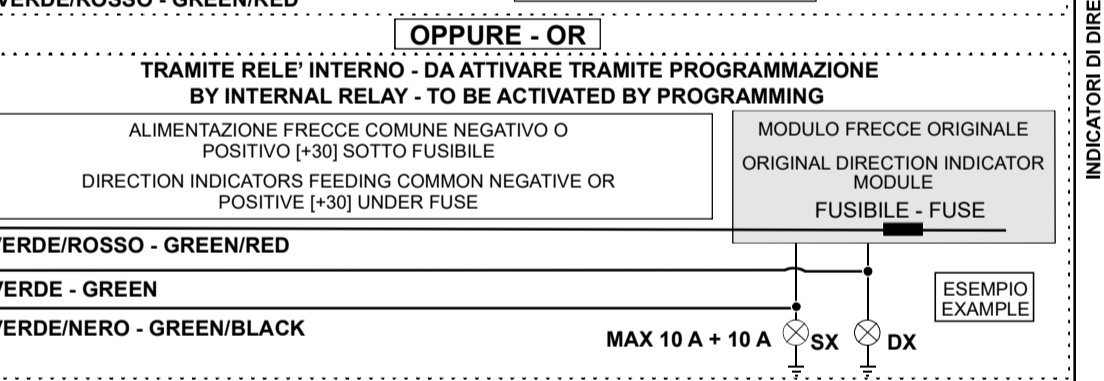 VERDE/ROSSO - GREEN/RED
OPPURE - OR
TRAMITE RELE' INTERNO - DA ATTIVARE TRAMITE PROGRAMMAZIONE
BY INTERNAL RELAY - TO BE ACTIVATED BY PROGRAMMING
ALIMENTAZIONE FRECCE COMUNE NEGATIVO O
POSITIVO [+30] SOTTO FUSIBILE
DIRECTION INDICATORS FEEDING COMMON NEGATIVE OR
POSITIVE [+30] UNDER FUSE
MODULO FRECCE ORIGINALE
ORIGINAL DIRECTION INDICATOR
MODULE
FUSIBILE - FUSE
VERDE/ROSSO - GREEN/RED
VERDE - GREEN
VERDE/NERO - GREEN/BLACK
MAX 10 A + 10 A
SX
DX
ESEMPIO
EXAMPLE
INDICATORI DI DIRE